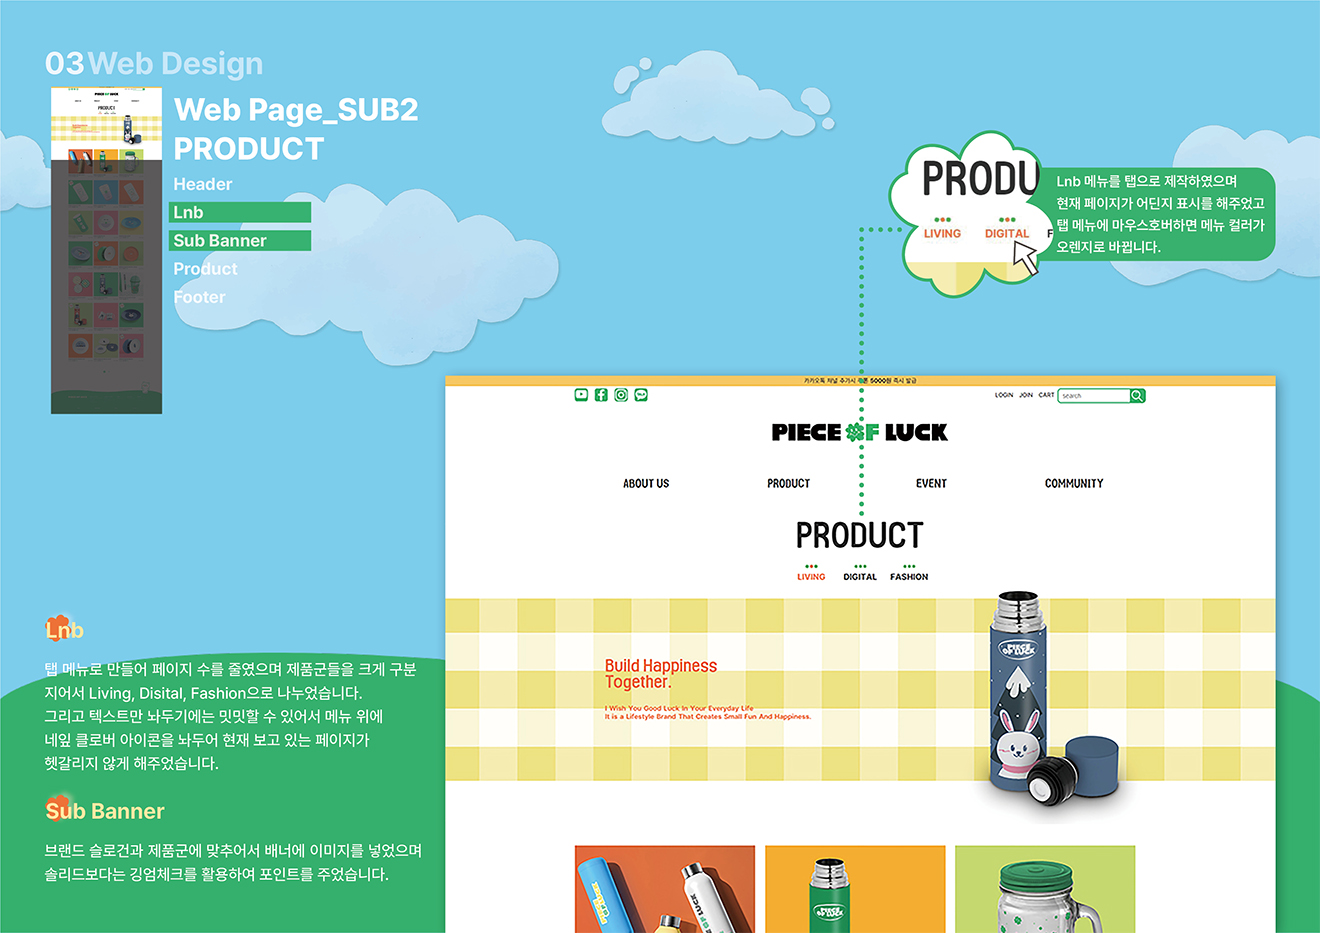 03 Web Design
Web Page_SUB2
PRODUCT
Header
Lnb
Sub Banner
Product
Footer
PRODU
LIVING
DIGITAL
F
Lnb 메뉴를 탭으로 제작하였으며
현재 페이지가 어딘지 표시를 해주었고
탭 메뉴에 마우스호버하면 메뉴 컬러가
오렌지로 바뀝니다.
카카오톡 채널 추가시 쿠폰 5000원 즉시 발급
LOGIN JOIN CART search
PIECE OF LUCK
ABOUT US PRODUCT EVENT COMMUNITY
PRODUCT
LIVING DIGITAL FASHION
Build Happiness
Together.
I Wish You Good Luck In Your Everyday Life
It is a Lifestyle Brand That Creates Small Fun And Happiness.
PIECE
OF LUCK
Lnb
탭 메뉴로 만들어 페이지 수를 줄였으며 제품군들을 크게 구분
지어서 Living, Disital, Fashion으로 나누었습니다.
그리고 텍스트만 놔두기에는 밋밋할 수 있어서 메뉴 위에
네잎 클로버 아이콘을 놔두어 현재 보고 있는 페이지가
헷갈리지 않게 해주었습니다.
Sub Banner
브랜드 슬로건과 제품군에 맞추어서 배너에 이미지를 넣었으며
솔리드보다는 깅엄체크를 활용하여 포인트를 주었습니다.
PIECE
OF LUCK